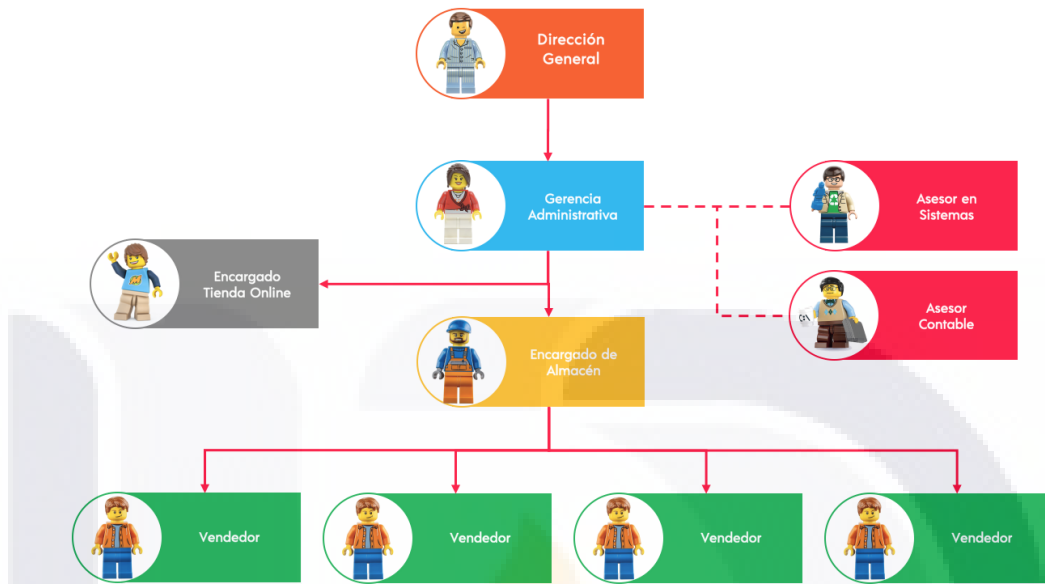 Dirección
General
Gerencia
Administrativa
Asesor en
Sistemas
Encargado
Tienda Online
Asesor
Contable
Encargado de
Almacén
Vendedor
Vendedor
Vendedor
Vendedor